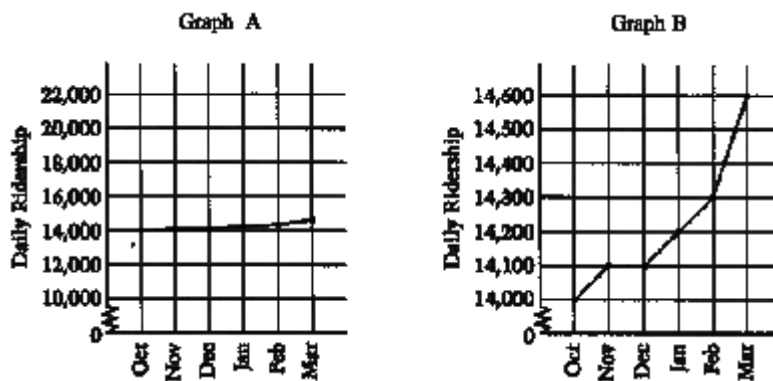 Graph A
Daily Ridership
22,000
20,000
18,000
16,000
14,000
12,000
10,000
0
Oct
Nov
Dec
Jan
Feb
Mar
Graph B
Daily Ridership
14,600
14,500
14,400
14,300
14,200
14,100
14,000
0
Oct
Nov
Dec
Jan
Feb
Mar